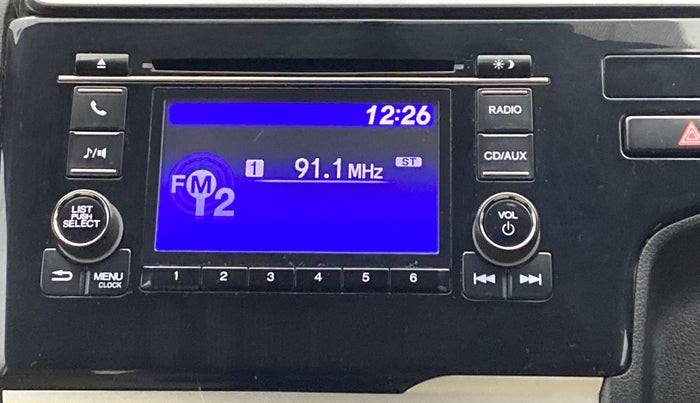 12:26
RADIO
1 91.1 MHz ST
FM 2
CD/AUX
LIST
PUSH
SELECT
VOL
MENU
CLOCK
1 2 3 4 5 6